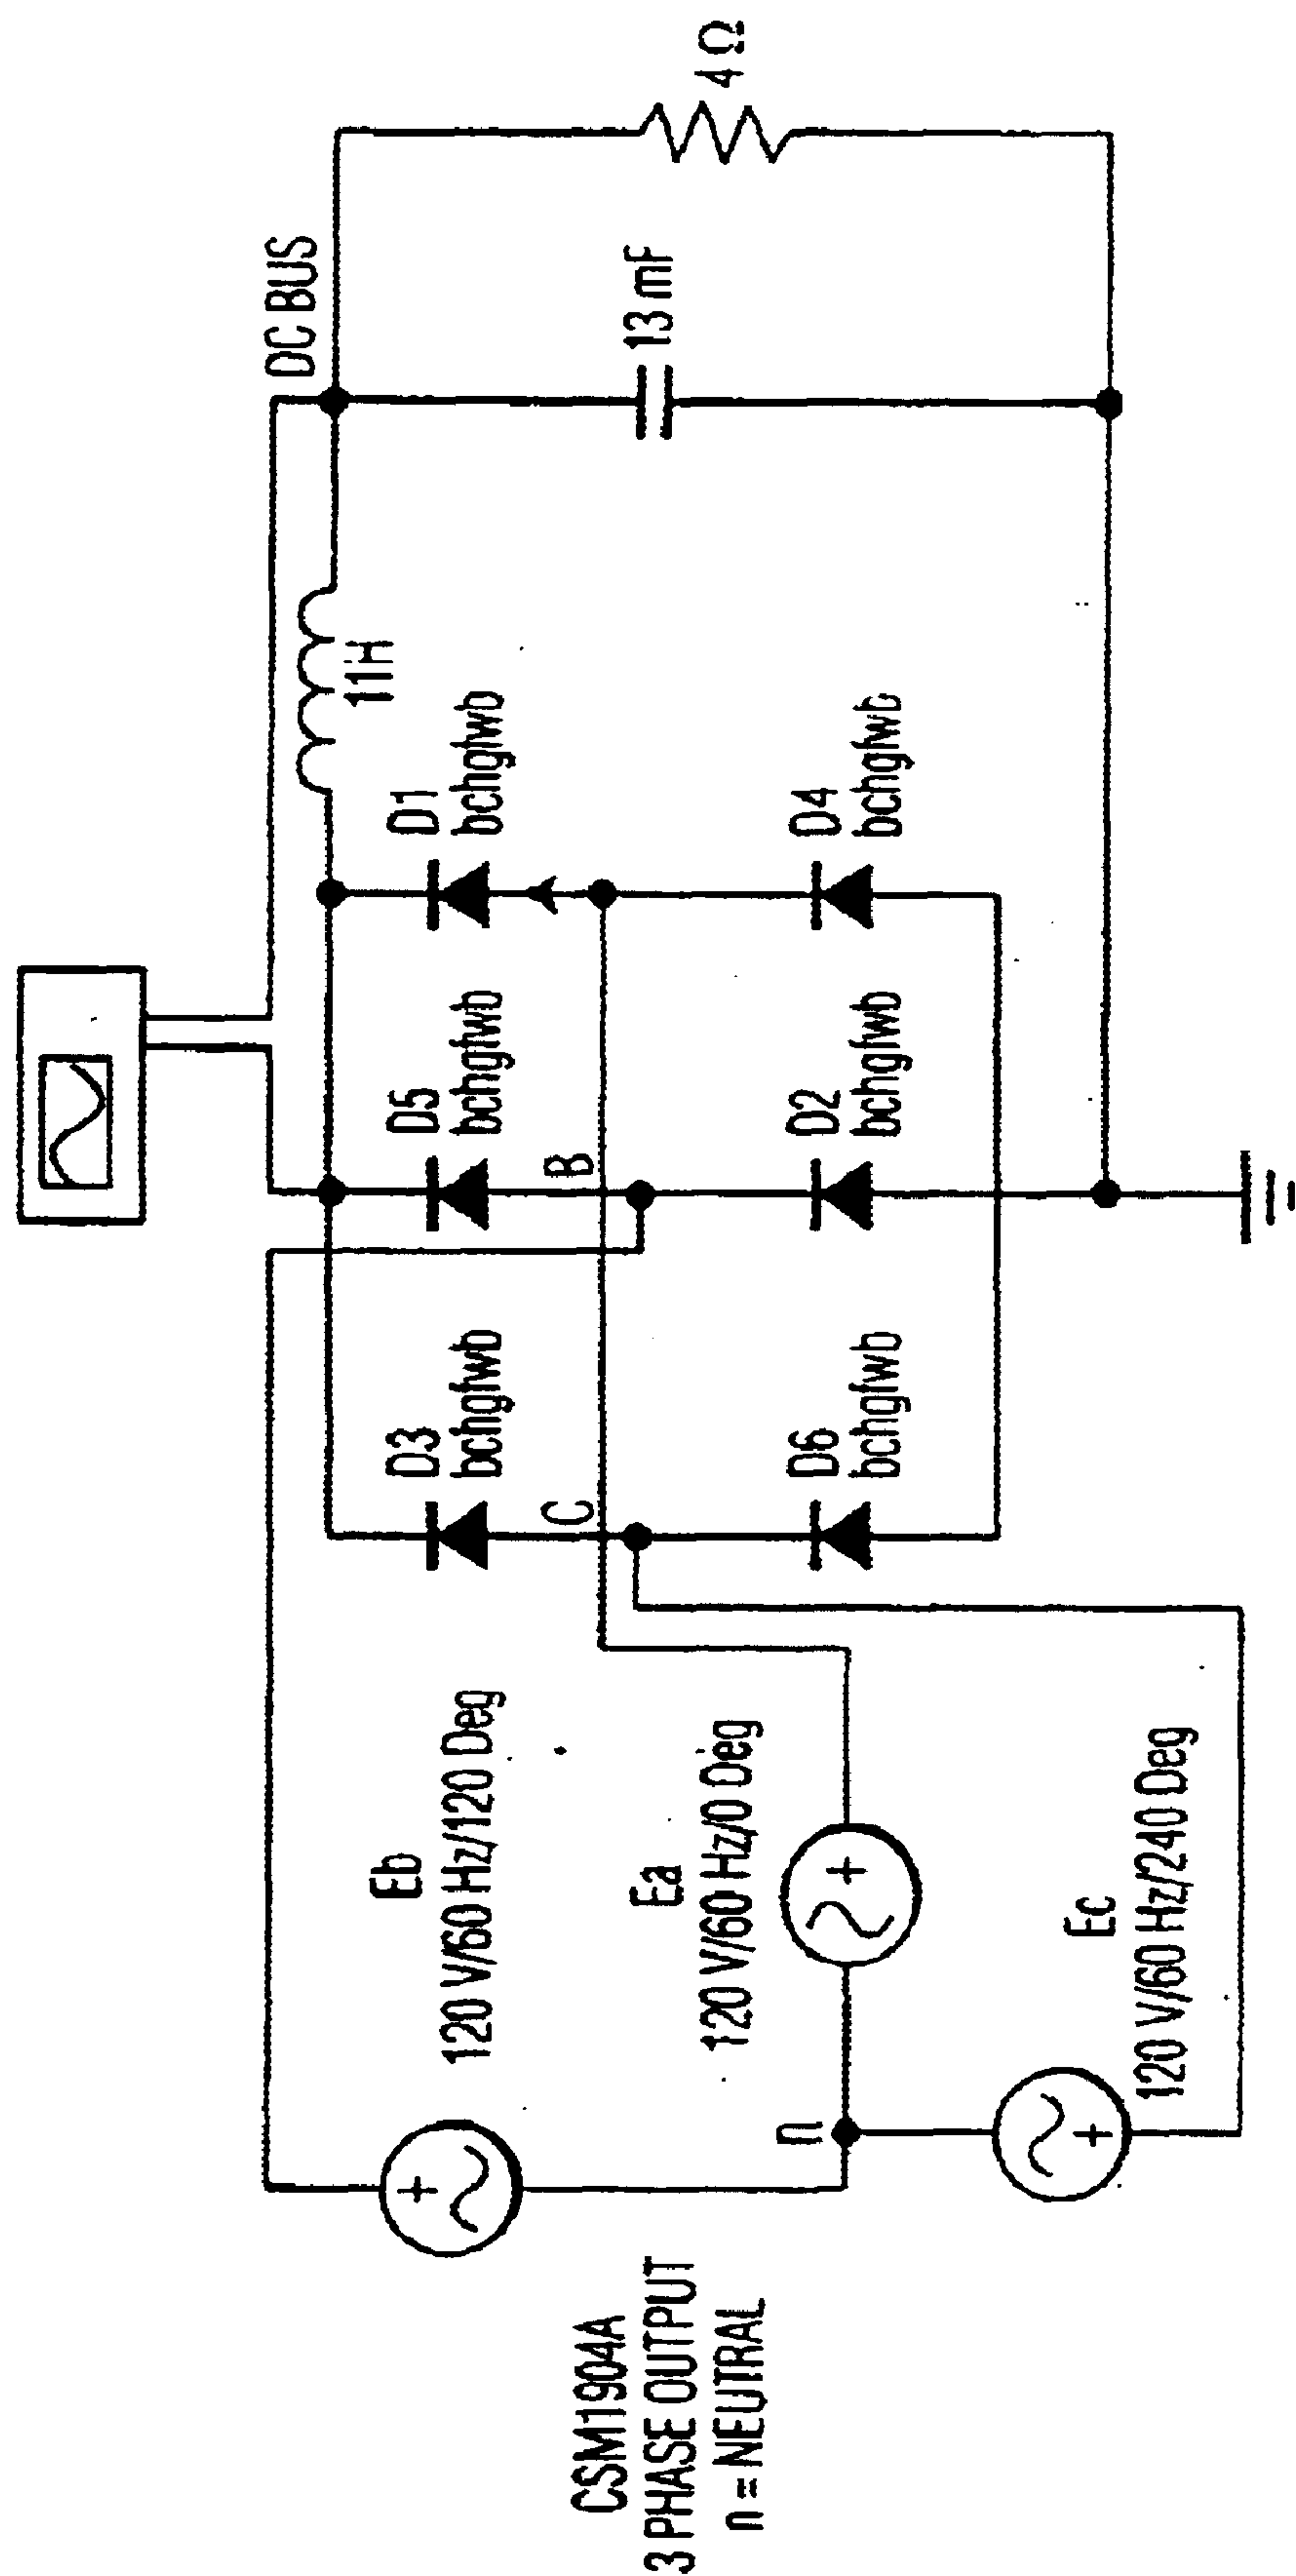 CSM1904A
3 PHASE OUTPUT
n = NEUTRAL
Eb
120 V/60 Hz/120 Deg
Ea
120 V/60 Hz/0 Deg
Ec
120 V/60 Hz/240 Deg
n
+
+
+
D3
bchgfwb
D5
bchgfwb
D1
bchgfwb
C
B
D6
bchgfwb
D2
bchgfwb
D4
bchgfwb
11H
DC BUS
13 mF
4 Ω